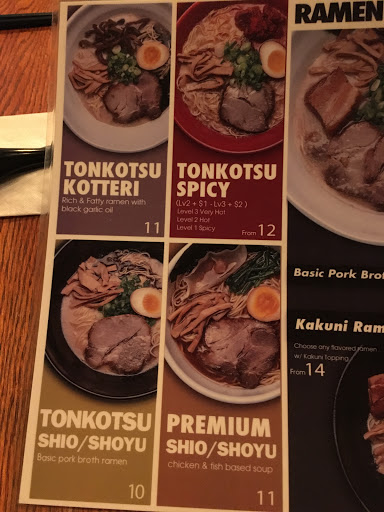 RAMEN
TONKOTSU
KOTTERI
Rich & Fatty ramen with
black garlic oil
11
TONKOTSU
SPICY
(Lv2 + $1 - Lv3 + $2)
Level 3 Very Hot
Level 2 Hot
Level 1 Spicy
From 12
Basic Pork
Kakuni
Choose any flavored ramen
w/ Kakuni Topping
From 14
TONKOTSU
SHIO/SHOYU
Basic pork broth ramen
10
PREMIUM
SHIO/SHOYU
chicken & fish based soup
11